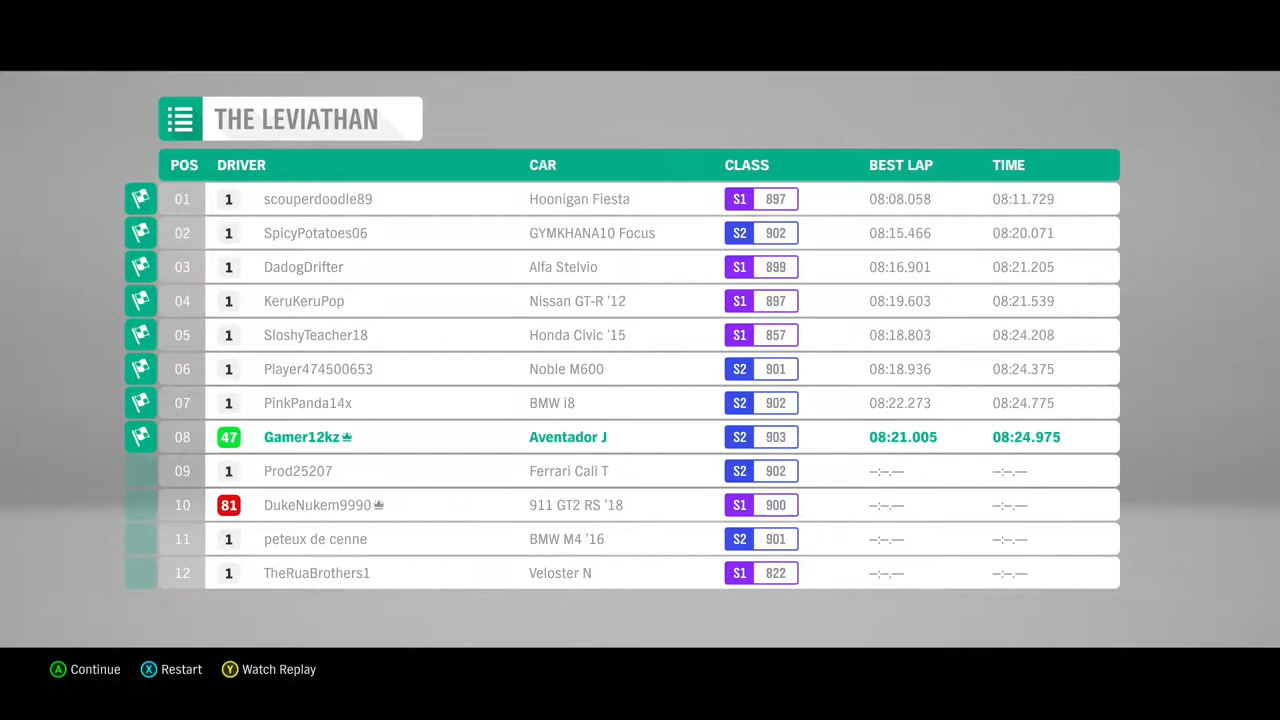 THE LEVIATHAN
POS DRIVER CAR CLASS BEST LAP TIME
01 1 scouperdoodle89 Hoonigan Fiesta S1 897 08:08.058 08:11.729
02 1 SpicyPotatoes06 GYMKHANA10 Focus S2 902 08:15.466 08:20.071
03 1 DadogDrifter Alfa Stelvio S1 899 08:16.901 08:21.205
04 1 KeruKeruPop Nissan GT-R '12 S1 897 08:19.603 08:21.539
05 1 SloshyTeacher18 Honda Civic '15 S1 857 08:18.803 08:24.208
06 1 Player474500653 Noble M600 S2 901 08:18.936 08:24.375
07 1 PinkPanda14x BMW i8 S2 902 08:22.273 08:24.775
08 47 Gamer12kz Aventador J S2 903 08:21.005 08:24.975
09 1 Prod25207 Ferrari Cali T S2 902 --:--.--- --:--.---
10 81 DukeNukem9990 911 GT2 RS '18 S1 900 --:--.--- --:--.---
11 1 peteux de cenne BMW M4 '16 S2 901 --:--.--- --:--.---
12 1 TheRuaBrothers1 Veloster N S1 822 --:--.--- --:--.---
A Continue X Restart Y Watch Replay